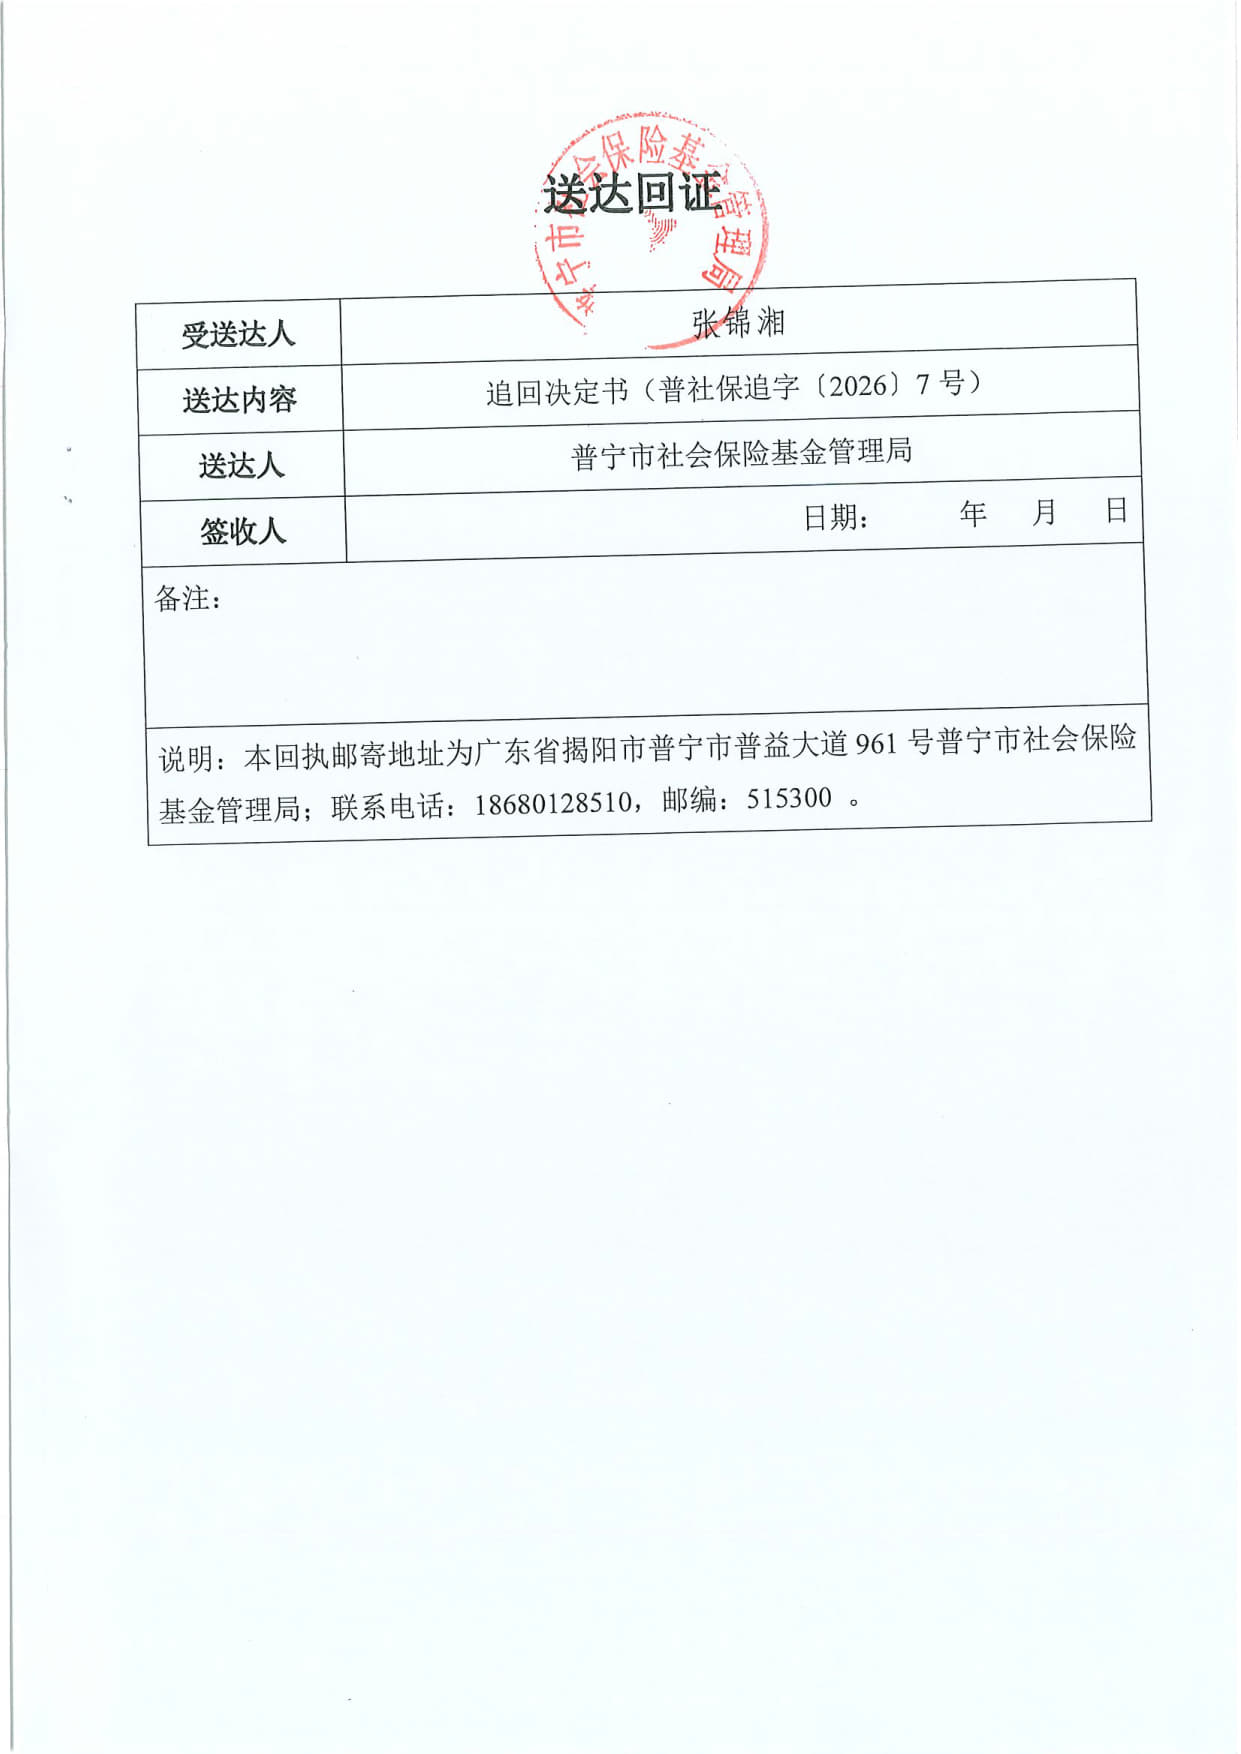 普宁市社会保险基金管理局
送达回证
受送达人 张锦湘
送达内容 追回决定书（普社保追字〔2026〕7 号）
送达人 普宁市社会保险基金管理局
签收人 日期： 年 月 日
备注：
说明：本回执邮寄地址为广东省揭阳市普宁市普益大道 961 号普宁市社会保险
基金管理局；联系电话：18680128510，邮编：515300 。